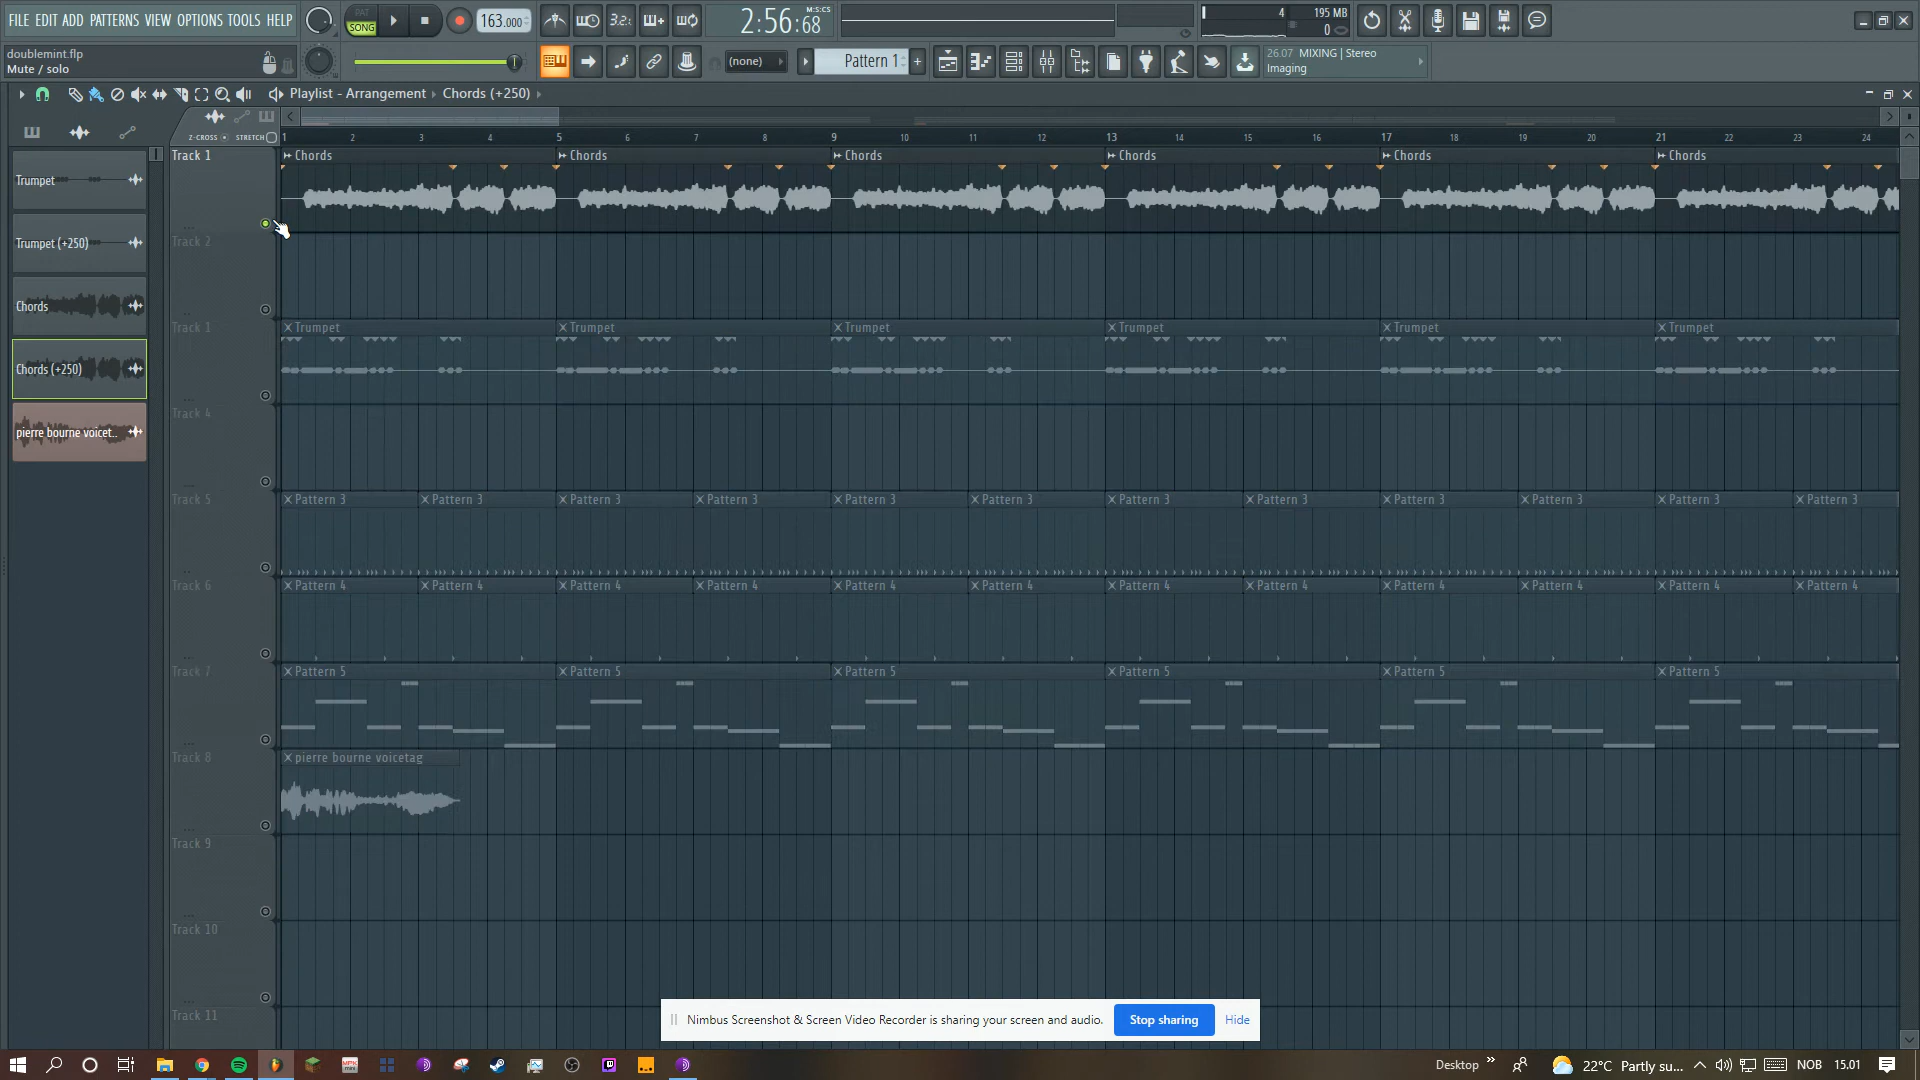 FILE EDIT ADD PATTERNS VIEW OPTIONS TOOLS HELP
PAT
SONG
163.000
3.2.
2:56:68
M:S:CS
4
195 MB
0
doublemint.flp
Mute / solo
(none)
Pattern 1
26.07 MIXING | Stereo
Imaging
Playlist - Arrangement
Chords (+250)
Z-CROSS
STRETCH
1 2 3 4 5 6 7 8 9 10 11 12 13 14 15 16 17 18 19 20 21 22 23 24
Trumpet
Trumpet (+250)
Chords
Chords (+250)
pierre bourne voicet..
Track 1
Chords Chords Chords Chords Chords Chords
Track 2
Track 1
Trumpet Trumpet Trumpet Trumpet Trumpet Trumpet
Track 4
Track 5
Pattern 3 Pattern 3 Pattern 3 Pattern 3 Pattern 3 Pattern 3 Pattern 3 Pattern 3 Pattern 3 Pattern 3 Pattern 3 Pattern 3
Track 6
Pattern 4 Pattern 4 Pattern 4 Pattern 4 Pattern 4 Pattern 4 Pattern 4 Pattern 4 Pattern 4 Pattern 4 Pattern 4 Pattern 4
Track 7
Pattern 5 Pattern 5 Pattern 5 Pattern 5 Pattern 5 Pattern 5
Track 8
pierre bourne voicetag
Track 9
Track 10
Track 11
Nimbus Screenshot & Screen Video Recorder is sharing your screen and audio.
Stop sharing
Hide
Desktop
22°C Partly su...
NOB
15.01